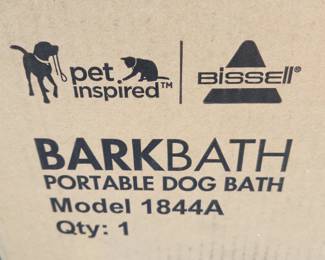 pet
inspired™
BISSELL®
BARKBATH
PORTABLE DOG BATH
Model 1844A
Qty: 1